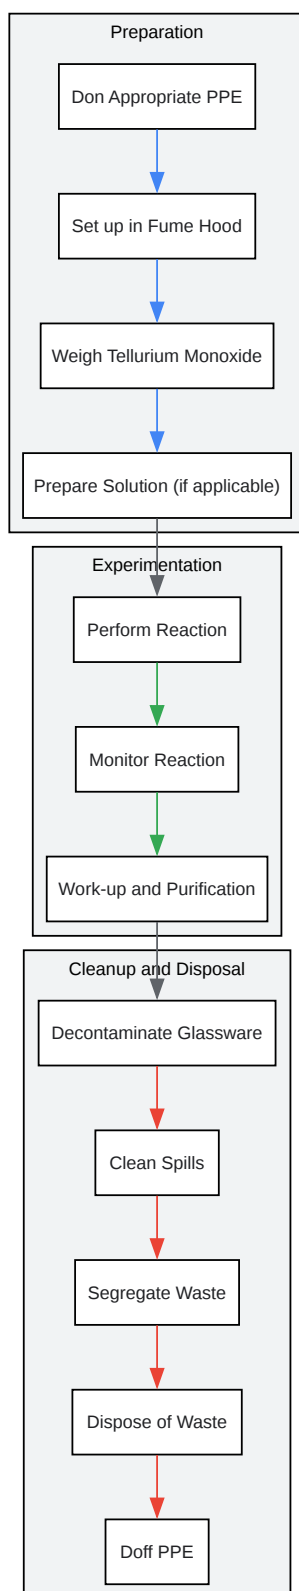 Preparation
Don Appropriate PPE
Set up in Fume Hood
Weigh Tellurium Monoxide
Prepare Solution (if applicable)
Experimentation
Perform Reaction
Monitor Reaction
Work-up and Purification
Cleanup and Disposal
Decontaminate Glassware
Clean Spills
Segregate Waste
Dispose of Waste
Doff PPE